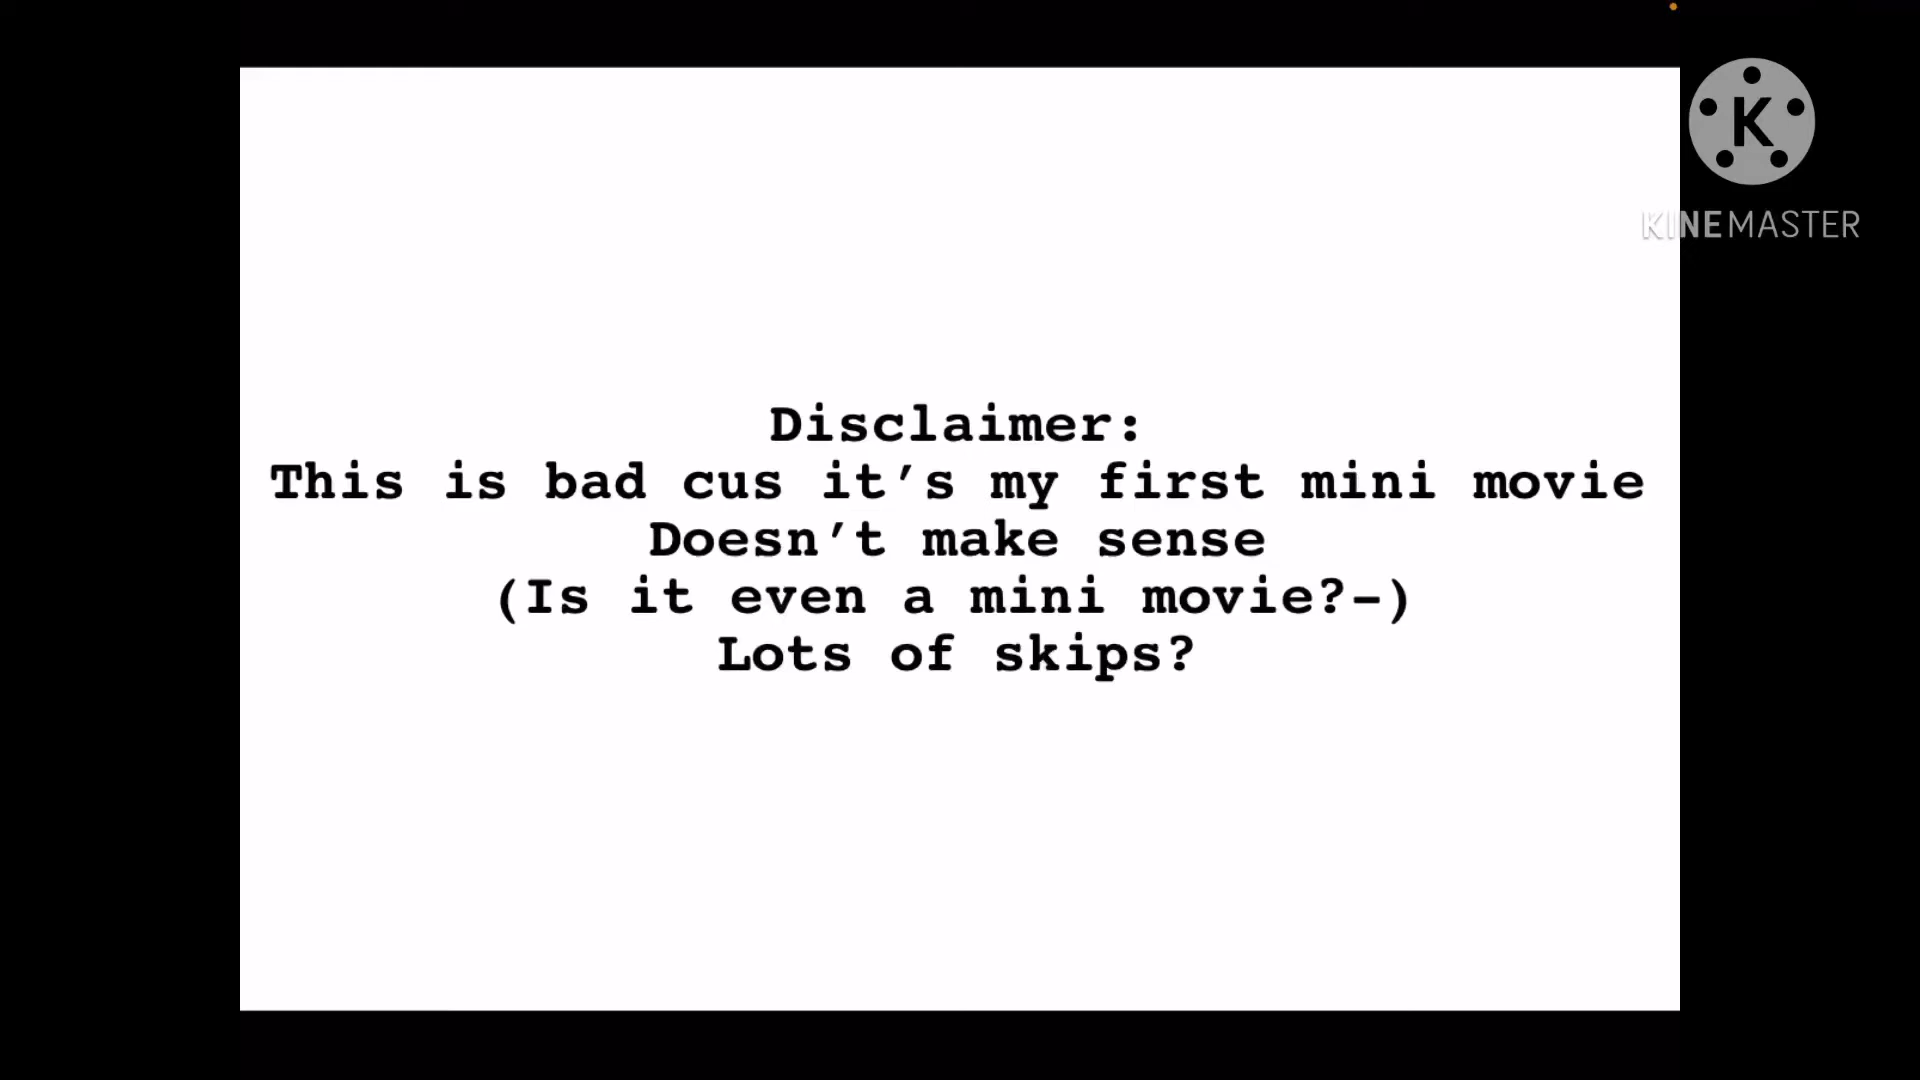 K
KINEMASTER
Disclaimer:
This is bad cus it's my first mini movie
Doesn't make sense
(Is it even a mini movie?-)
Lots of skips?